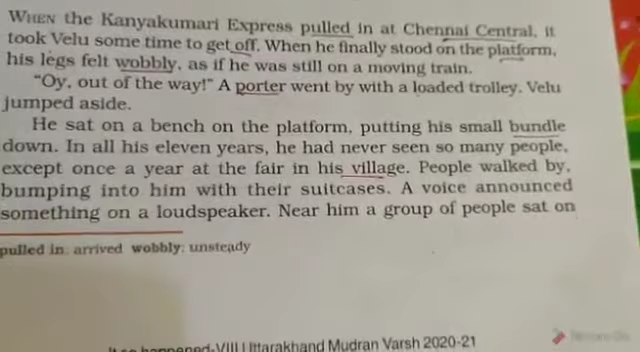 WHEN the Kanyakumari Express pulled in at Chennai Central, it
took Velu some time to get off. When he finally stood on the platform,
his legs felt wobbly, as if he was still on a moving train.
"Oy, out of the way!" A porter went by with a loaded trolley. Velu
jumped aside.
He sat on a bench on the platform, putting his small bundle
down. In all his eleven years, he had never seen so many people,
except once a year at the fair in his village. People walked by,
bumping into him with their suitcases. A voice announced
something on a loudspeaker. Near him a group of people sat on
pulled in: arrived wobbly: unsteady
It so happened-VIII Uttarakhand Mudran Varsh 2020-21